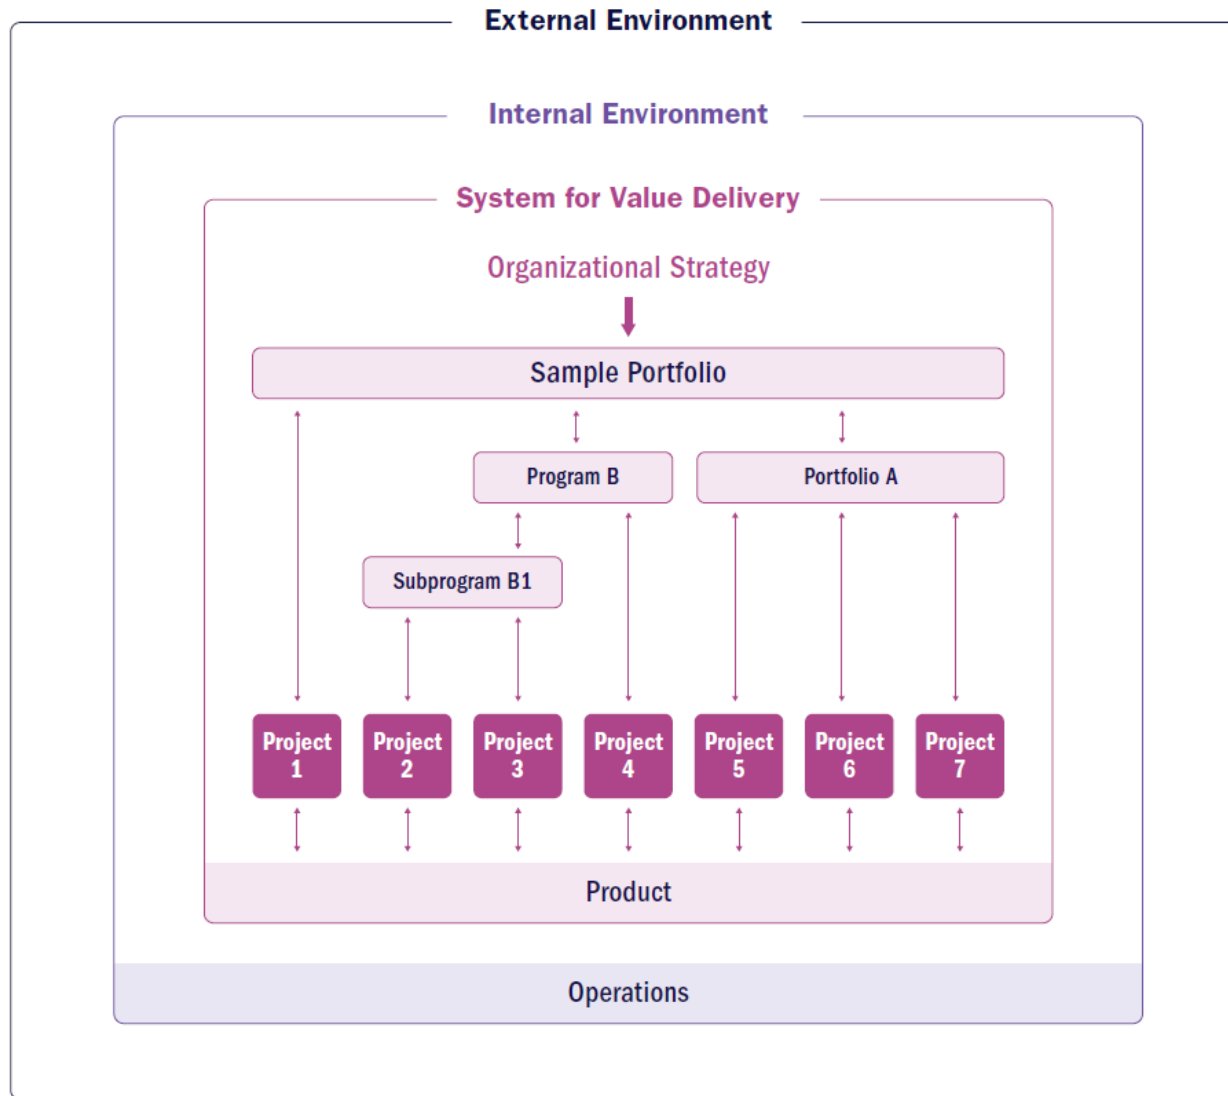 External Environment
Internal Environment
System for Value Delivery
Organizational Strategy
Sample Portfolio
Program B
Portfolio A
Subprogram B1
Project
1
Project
2
Project
3
Project
4
Project
5
Project
6
Project
7
Product
Operations